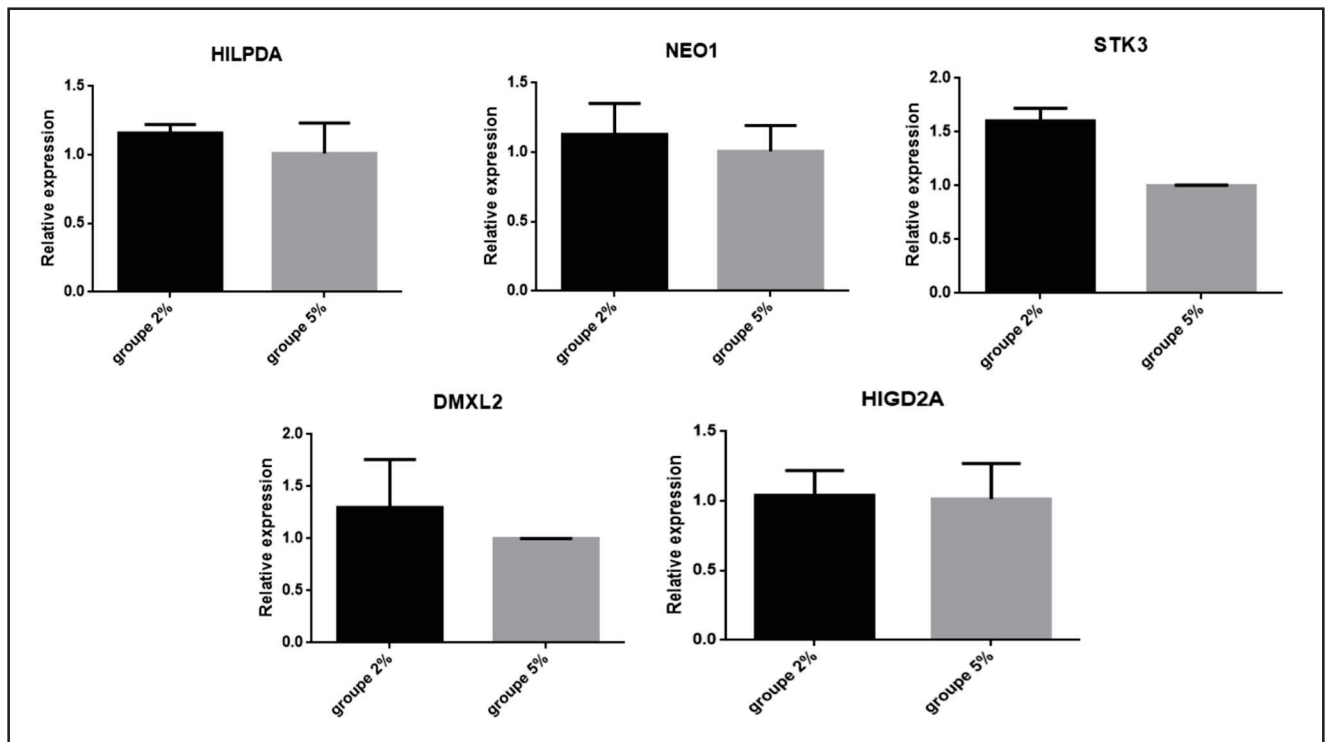 HILPDA
Relative expression
1.5
1.0
0.5
0.0
groupe 2%
groupe 5%
NEO1
Relative expression
1.5
1.0
0.5
0.0
groupe 2%
groupe 5%
STK3
Relative expression
2.0
1.5
1.0
0.5
0.0
groupe 2%
groupe 5%
DMXL2
Relative expression
2.0
1.5
1.0
0.5
0.0
groupe 2%
groupe 5%
HIGD2A
Relative expression
1.5
1.0
0.5
0.0
groupe 2%
groupe 5%